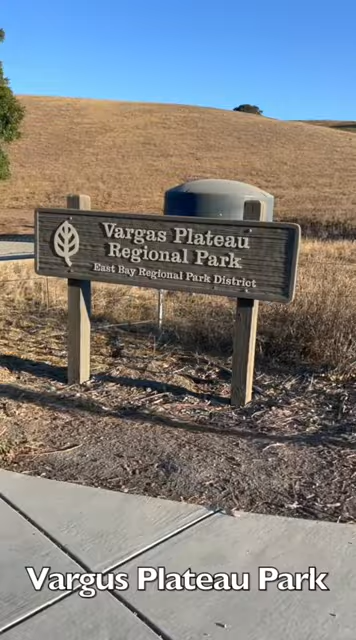 Vargas Plateau
Regional Park
East Bay Regional Park District
Vargus Plateau Park